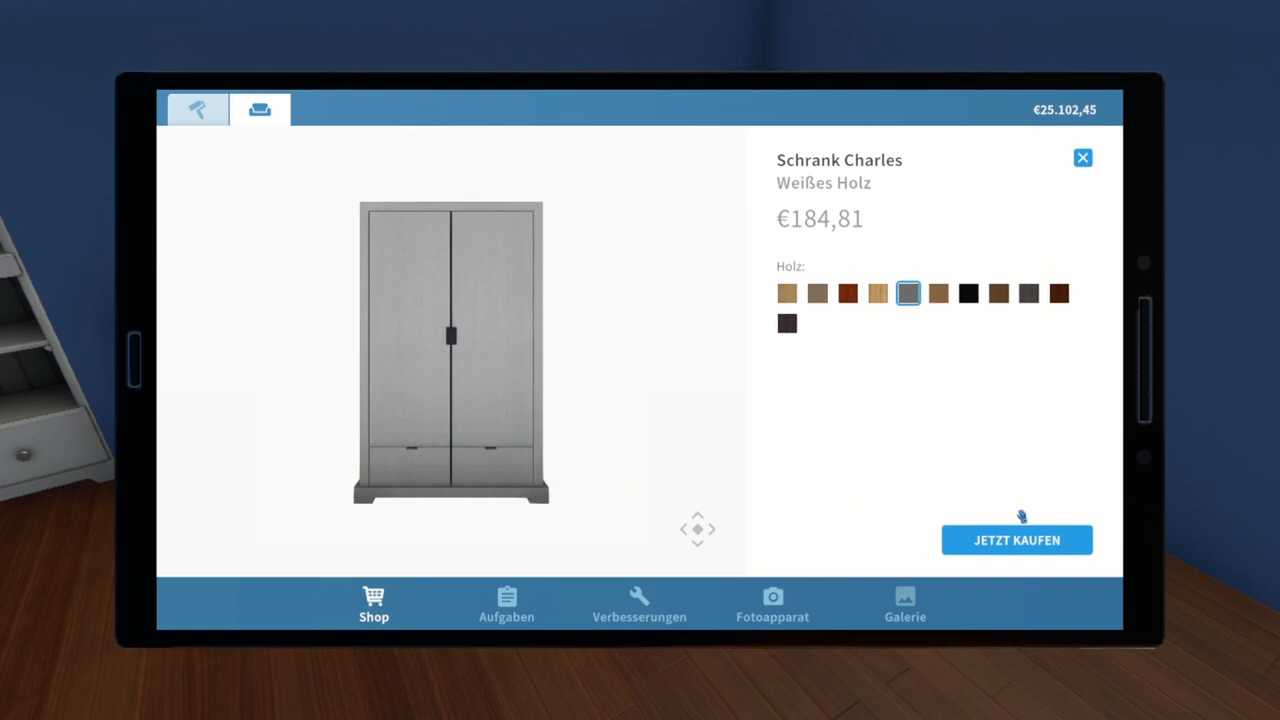 €25.102,45
Schrank Charles
Weißes Holz
€184,81
Holz:
JETZT KAUFEN
Shop
Aufgaben
Verbesserungen
Fotoapparat
Galerie